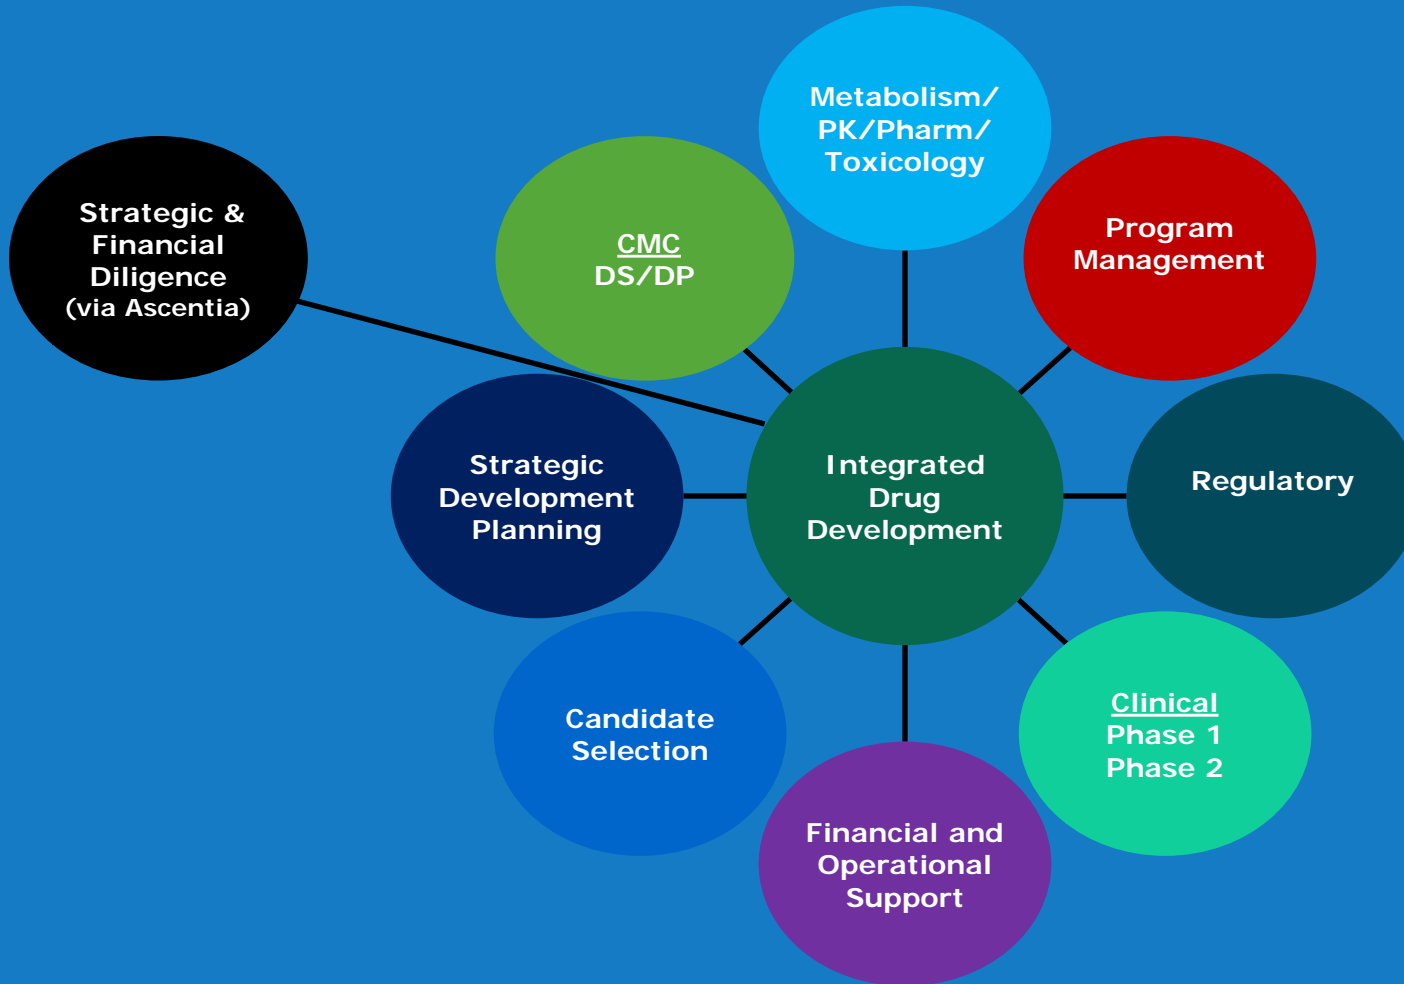 Metabolism/
PK/Pharm/
Toxicology
Strategic &
Financial
Diligence
(via Ascentia)
CMC
DS/DP
Program
Management
Strategic
Development
Planning
Integrated
Drug
Development
Regulatory
Candidate
Selection
Clinical
Phase 1
Phase 2
Financial and
Operational
Support